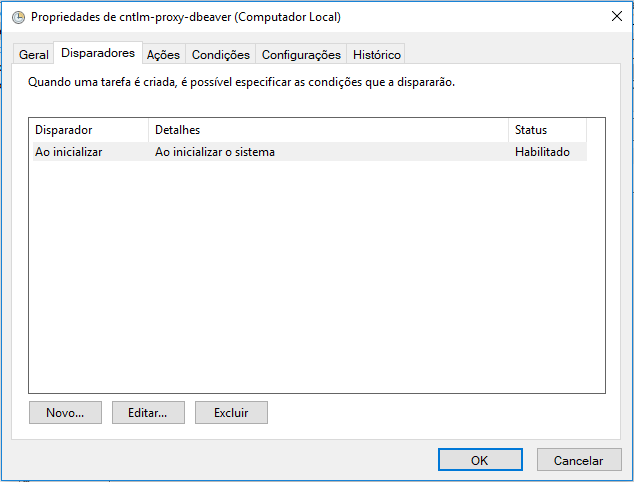 Propriedades de cntlm-proxy-dbeaver (Computador Local)
Geral Disparadores Ações Condições Configurações Histórico
Quando uma tarefa é criada, é possível especificar as condições que a dispararão.
Disparador Detalhes Status
Ao inicializar Ao inicializar o sistema Habilitado
Novo... Editar... Excluir
OK Cancelar